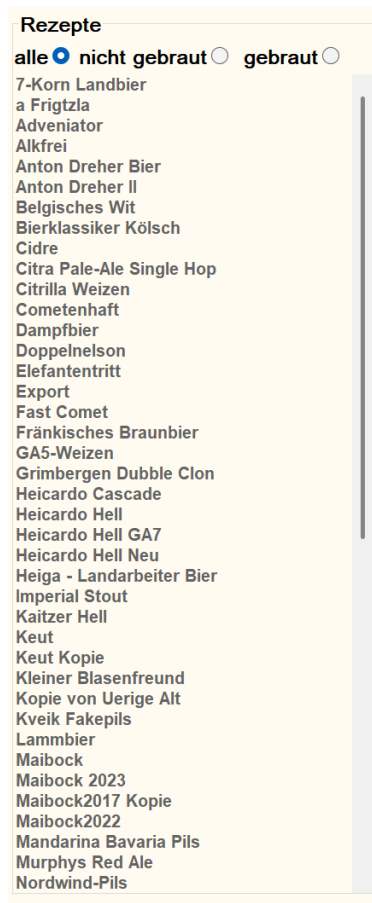 Rezepte
alle nicht gebraut gebraut
7-Korn Landbier
a Frigtzla
Adveniator
Alkfrei
Anton Dreher Bier
Anton Dreher II
Belgisches Wit
Bierklassiker Kölsch
Cidre
Citra Pale-Ale Single Hop
Citrilla Weizen
Cometenhaft
Dampfbier
Doppelnelson
Elefantentritt
Export
Fast Comet
Fränkisches Braunbier
GA5-Weizen
Grimbergen Dubble Clon
Heicardo Cascade
Heicardo Hell
Heicardo Hell GA7
Heicardo Hell Neu
Heiga - Landarbeiter Bier
Imperial Stout
Kaitzer Hell
Keut
Keut Kopie
Kleiner Blasenfreund
Kopie von Uerige Alt
Kveik Fakepils
Lammbier
Maibock
Maibock 2023
Maibock2017 Kopie
Maibock2022
Mandarina Bavaria Pils
Murphys Red Ale
Nordwind-Pils